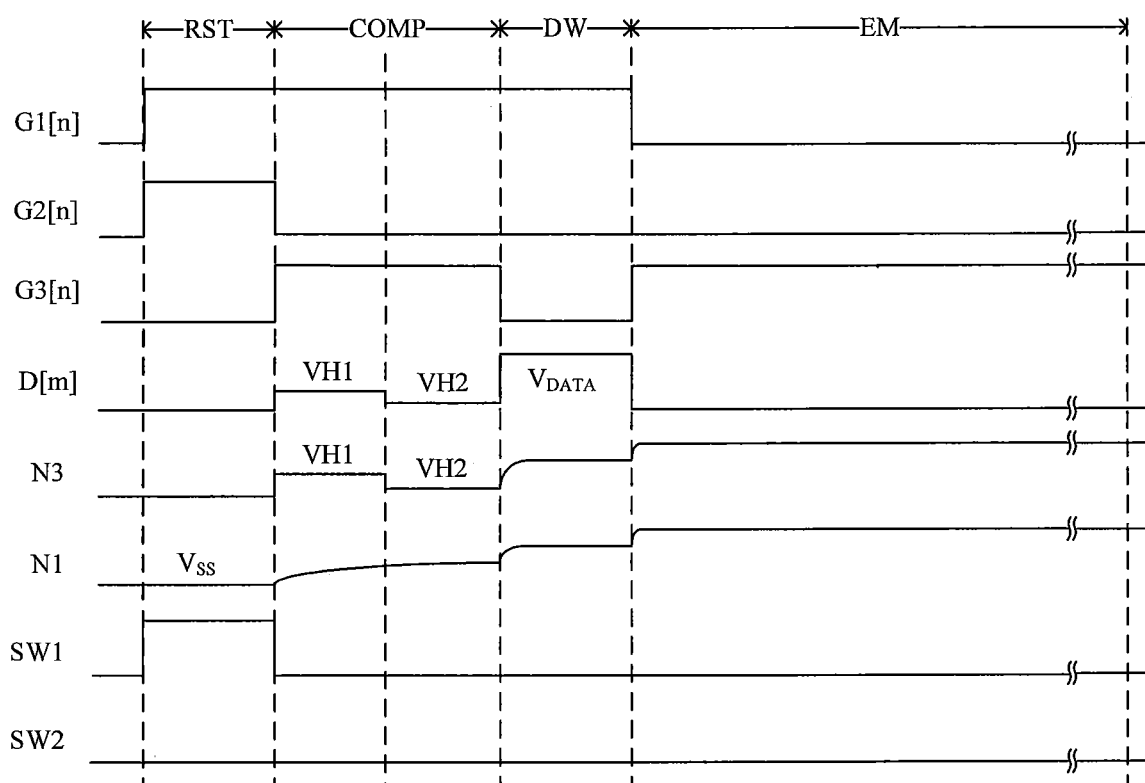 RST COMP DW EM
G1[n]
G2[n]
G3[n]
D[m] VH1 VH2 VDATA
N3 VH1 VH2
N1 VSS
SW1
SW2